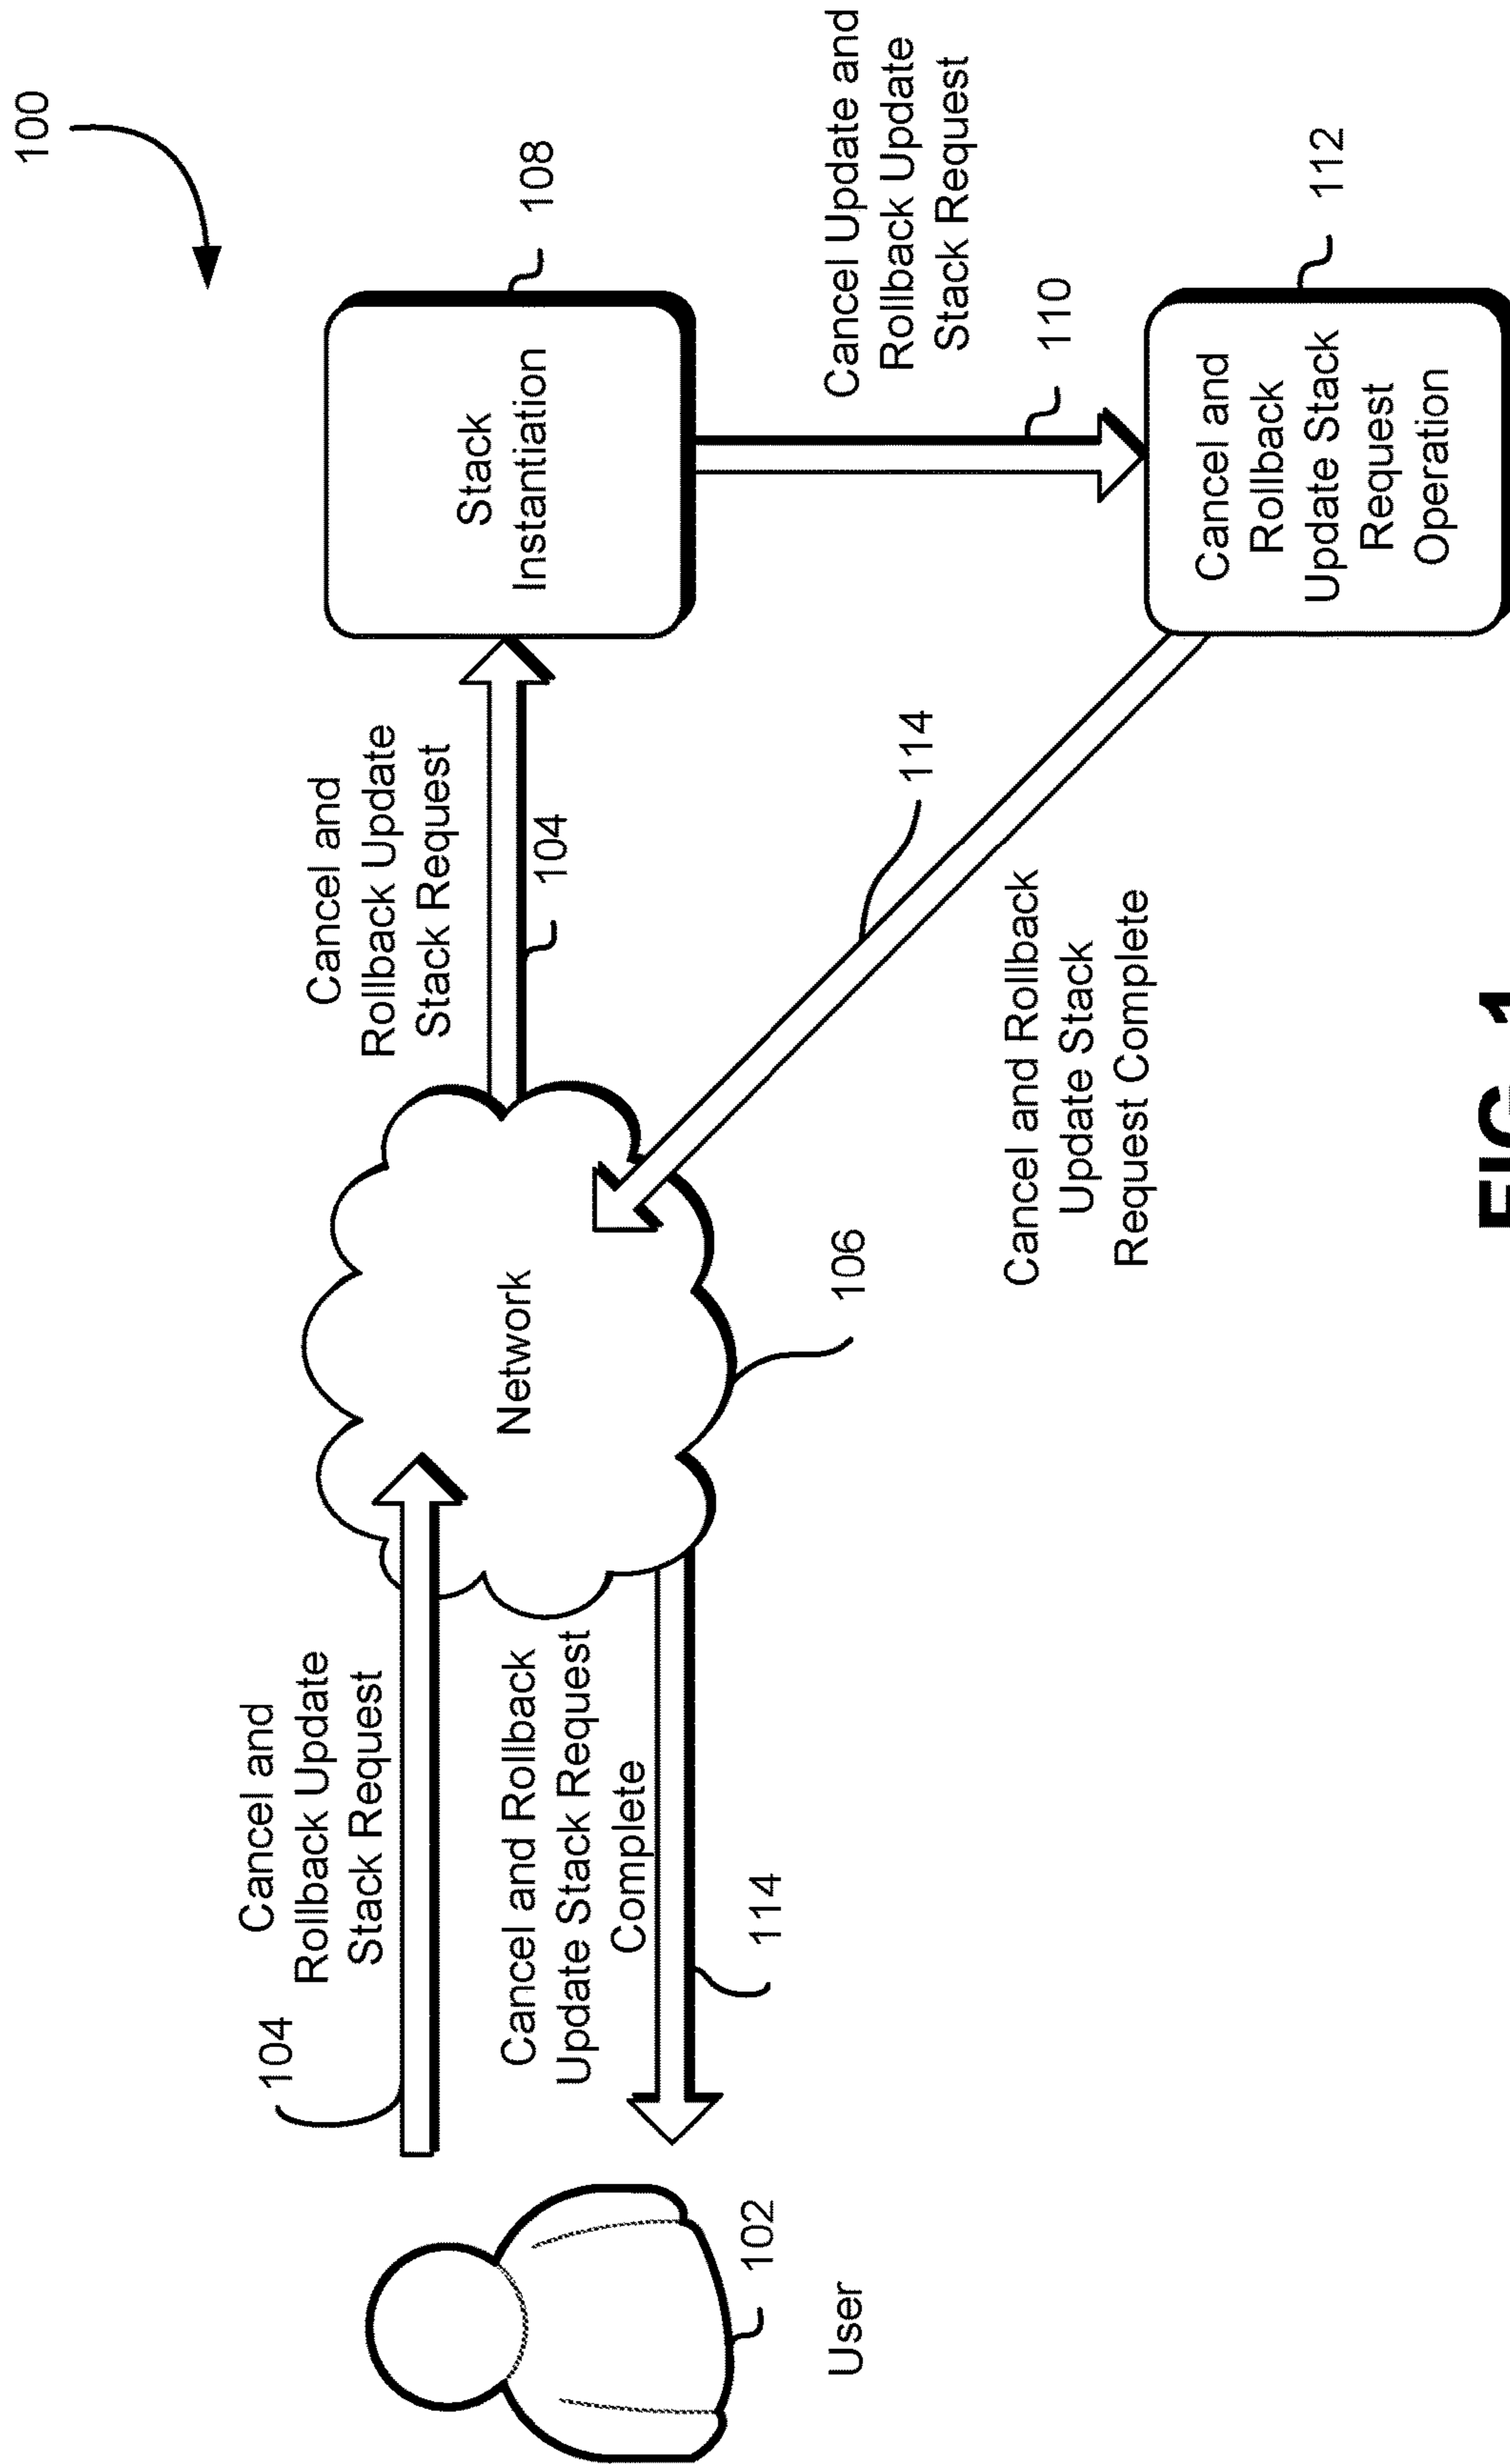 100
104
Cancel and
Rollback Update
Stack Request
Cancel and
Rollback Update
Stack Request
104
Stack
Instantiation
108
Network
Cancel and Rollback
Update Stack Request
Complete
114
102
User
106
114
Cancel and Rollback
Update Stack
Request Complete
Cancel Update and
Rollback Update
Stack Request
110
Cancel and
Rollback
Update Stack
Request
Operation
112
FIG. 1